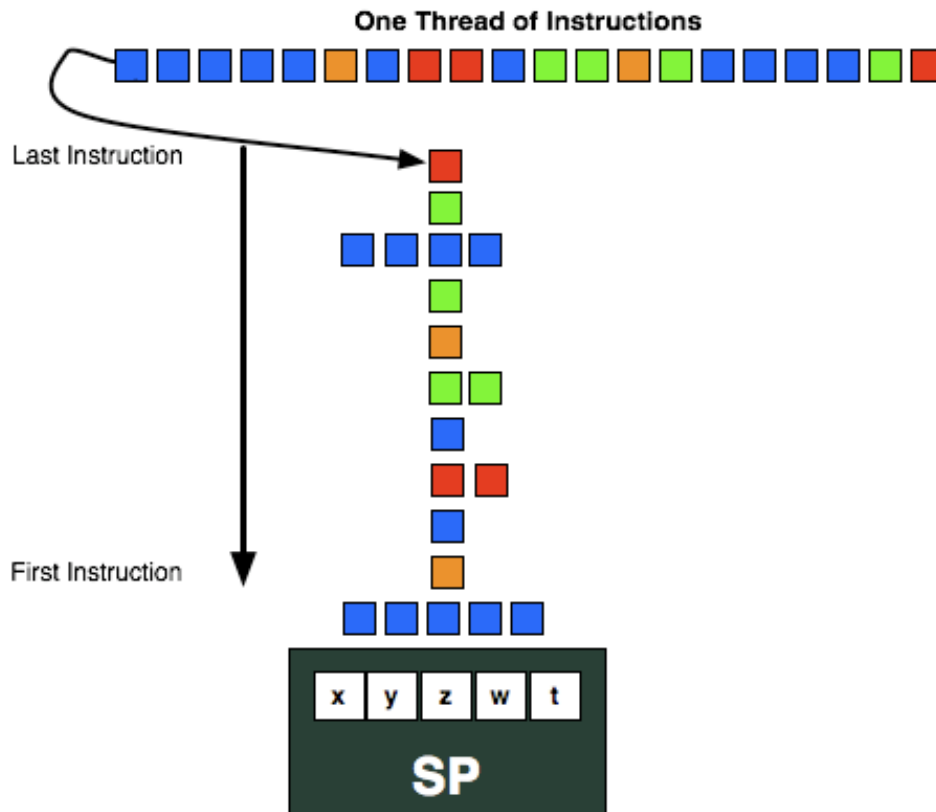 One Thread of Instructions
Last Instruction
First Instruction
x y z w t
SP